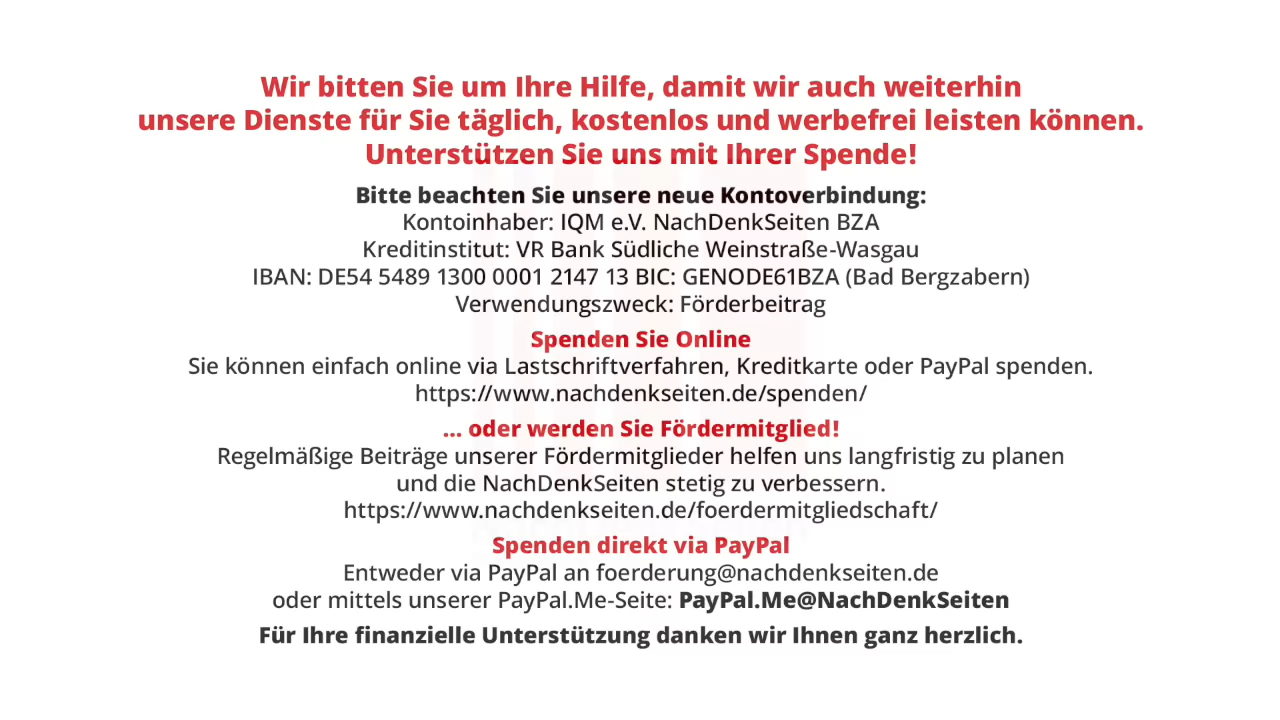 Wir bitten Sie um Ihre Hilfe, damit wir auch weiterhin
unsere Dienste für Sie täglich, kostenlos und werbefrei leisten können.
Unterstützen Sie uns mit Ihrer Spende!
Bitte beachten Sie unsere neue Kontoverbindung:
Kontoinhaber: IQM e.V. NachDenkSeiten BZA
Kreditinstitut: VR Bank Südliche Weinstraße-Wasgau
IBAN: DE54 5489 1300 0001 2147 13 BIC: GENODE61BZA (Bad Bergzabern)
Verwendungszweck: Förderbeitrag
Spenden Sie Online
Sie können einfach online via Lastschriftverfahren, Kreditkarte oder PayPal spenden.
https://www.nachdenkseiten.de/spenden/
... oder werden Sie Fördermitglied!
Regelmäßige Beiträge unserer Fördermitglieder helfen uns langfristig zu planen
und die NachDenkSeiten stetig zu verbessern.
https://www.nachdenkseiten.de/foerdermitgliedschaft/
Spenden direkt via PayPal
Entweder via PayPal an foerderung@nachdenkseiten.de
oder mittels unserer PayPal.Me-Seite: PayPal.Me@NachDenkSeiten
Für Ihre finanzielle Unterstützung danken wir Ihnen ganz herzlich.